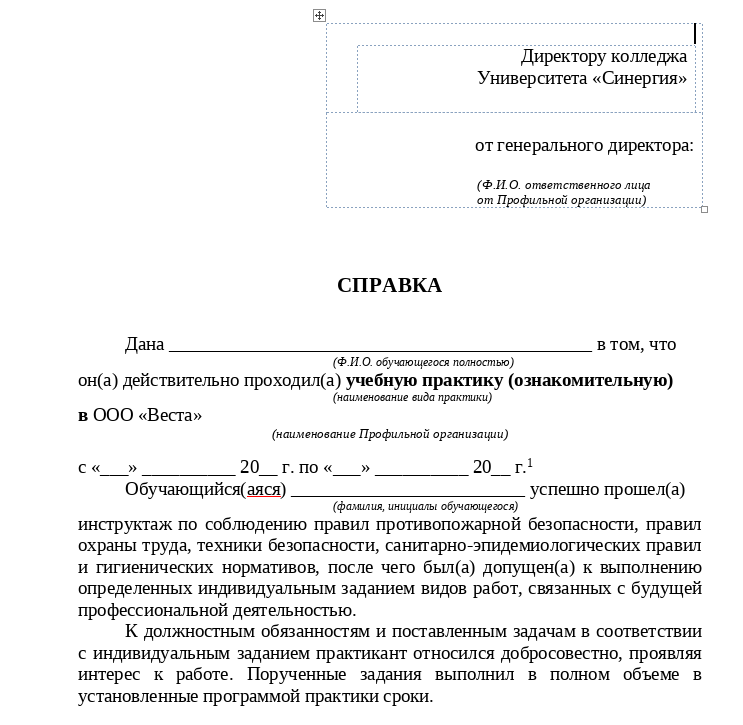 Директору колледжа
Университета «Синергия»
от генерального директора:
(Ф.И.О. ответственного лица
от Профильной организации)
СПРАВКА
Дана _____________________________________________ в том, что
(Ф.И.О. обучающегося полностью)
он(а) действительно проходил(а) учебную практику (ознакомительную)
(наименование вида практики)
в ООО «Веста»
(наименование Профильной организации)
с «___» __________ 20__ г. по «___» __________ 20__ г.¹
Обучающийся(аяся) _________________________ успешно прошел(а)
(фамилия, инициалы обучающегося)
инструктаж по соблюдению правил противопожарной безопасности, правил
охраны труда, техники безопасности, санитарно-эпидемиологических правил
и гигиенических нормативов, после чего был(а) допущен(а) к выполнению
определенных индивидуальным заданием видов работ, связанных с будущей
профессиональной деятельностью.
К должностным обязанностям и поставленным задачам в соответствии
с индивидуальным заданием практикант относился добросовестно, проявляя
интерес к работе. Порученные задания выполнил в полном объеме в
установленные программой практики сроки.